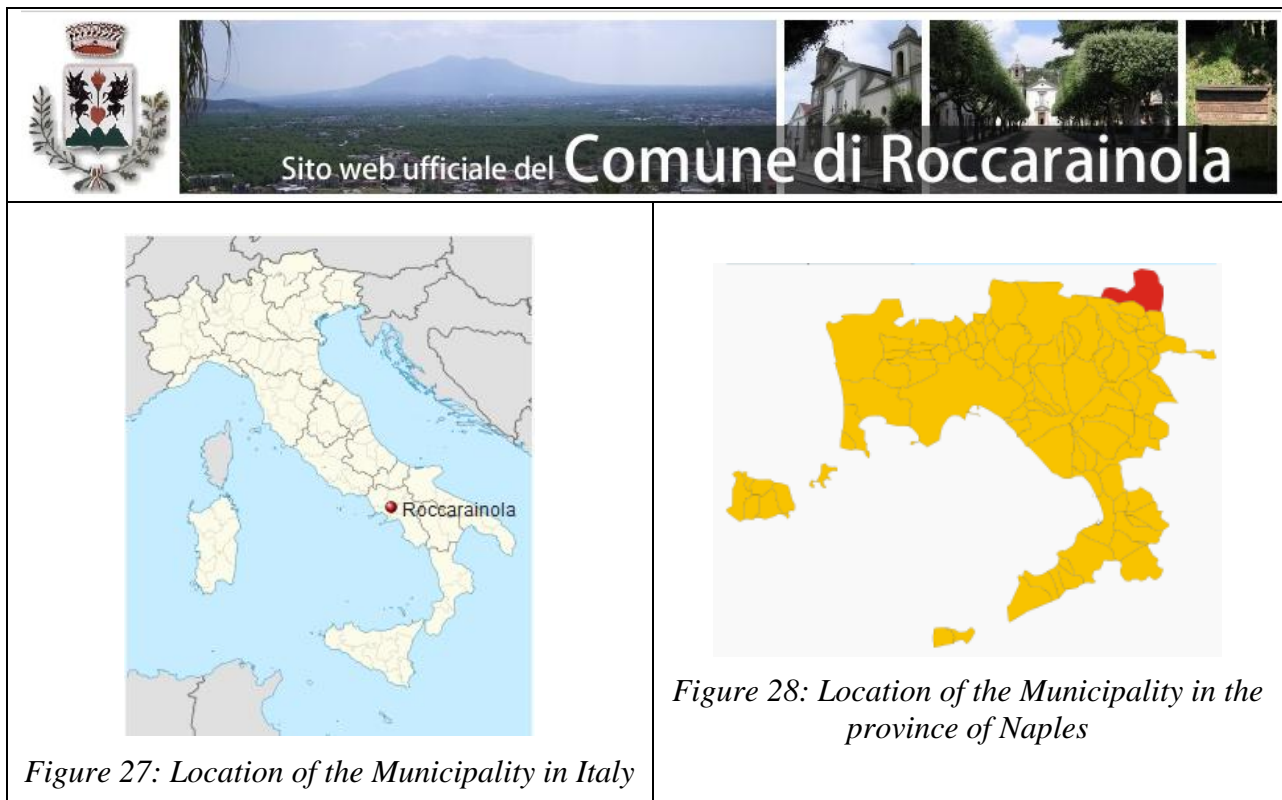 Sito web ufficiale del Comune di Roccarainola
Roccarainola
Figure 27: Location of the Municipality in Italy
Figure 28: Location of the Municipality in the
province of Naples